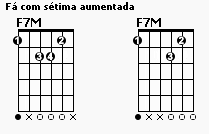 Fá com sétima aumentada
F7M F7M
1 2 1 2
3 4 3
x o o o x x o o o